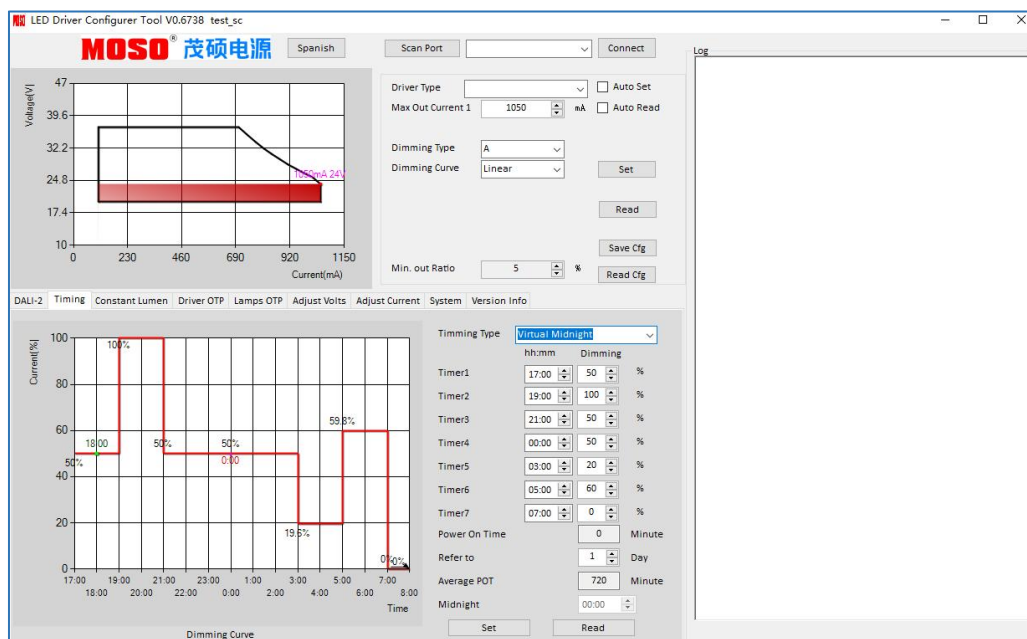 MOSO LED Driver Configurer Tool V0.6738 test_sc
MOSO® 茂硕电源 Spanish Scan Port Connect
Log
Voltage(V)
47
39.6
32.2
24.8
17.4
10
1050mA 24V
0 230 460 690 920 1150
Current(mA)
Driver Type Auto Set
Max Out Current 1 1050 mA Auto Read
Dimming Type A
Dimming Curve Linear Set
Read
Save Cfg
Min. out Ratio 5 % Read Cfg
DALI-2 Timing Constant Lumen Driver OTP Lamps OTP Adjust Volts Adjust Current System Version Info
Current(%)
100
80
60
40
20
0
50%
18:00
100%
50%
50%
0:00
19.6%
59.8%
0%
0%
17:00 19:00 21:00 23:00 1:00 3:00 5:00 7:00
18:00 20:00 22:00 0:00 2:00 4:00 6:00 8:00
Time
Dimming Curve
Timming Type Virtual Midnight
hh:mm Dimming
Timer1 17:00 50 %
Timer2 19:00 100 %
Timer3 21:00 50 %
Timer4 00:00 50 %
Timer5 03:00 20 %
Timer6 05:00 60 %
Timer7 07:00 0 %
Power On Time 0 Minute
Refer to 1 Day
Average POT 720 Minute
Midnight 00:00
Set Read